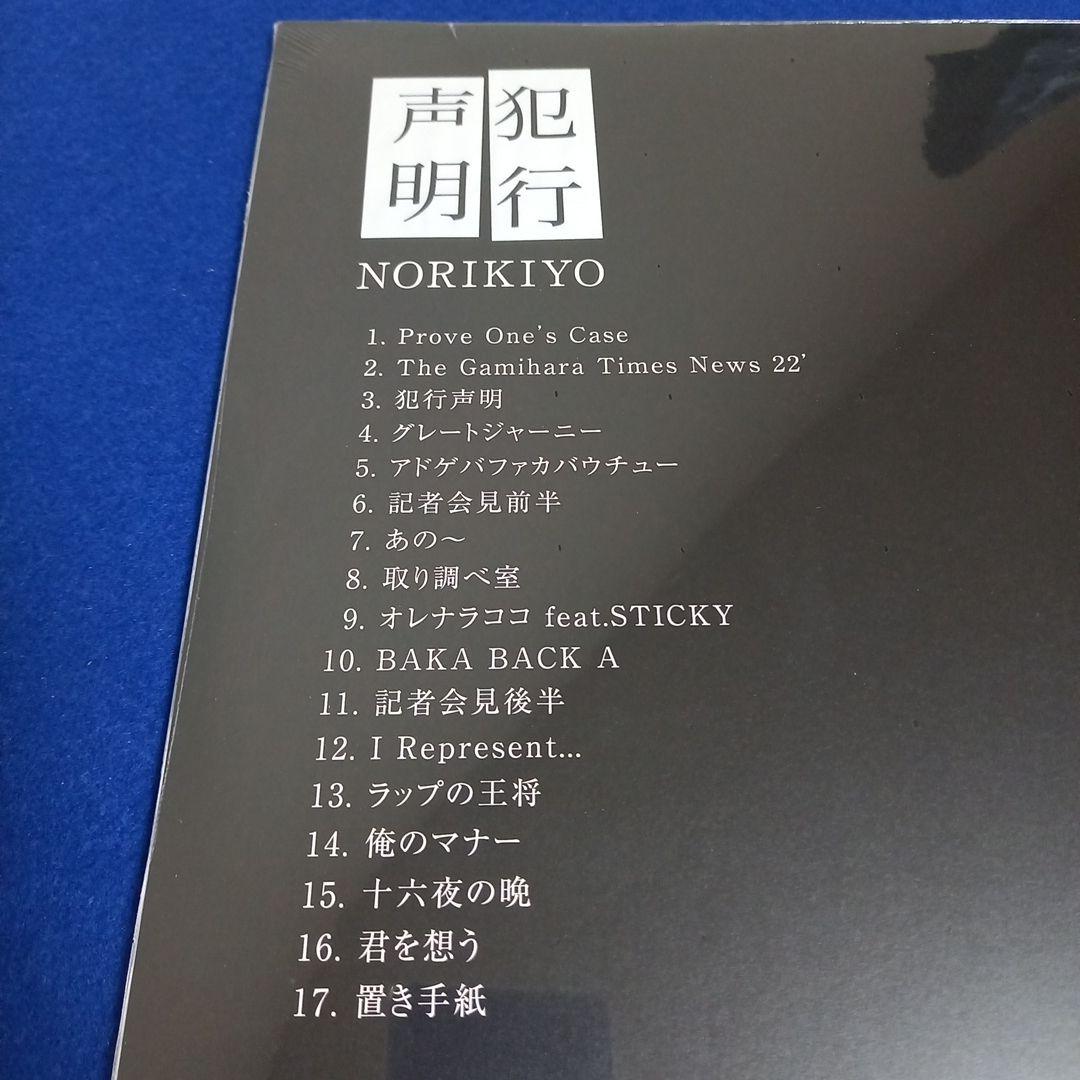 犯行
声明
NORIKIYO
1. Prove One's Case
2. The Gamihara Times News 22'
3. 犯行声明
4. グレートジャーニー
5. アドゲバファカバウチュー
6. 記者会見前半
7. あの～
8. 取り調べ室
9. オレナラココ feat.STICKY
10. BAKA BACK A
11. 記者会見後半
12. I Represent...
13. ラップの王将
14. 俺のマナー
15. 十六夜の晩
16. 君を想う
17. 置き手紙